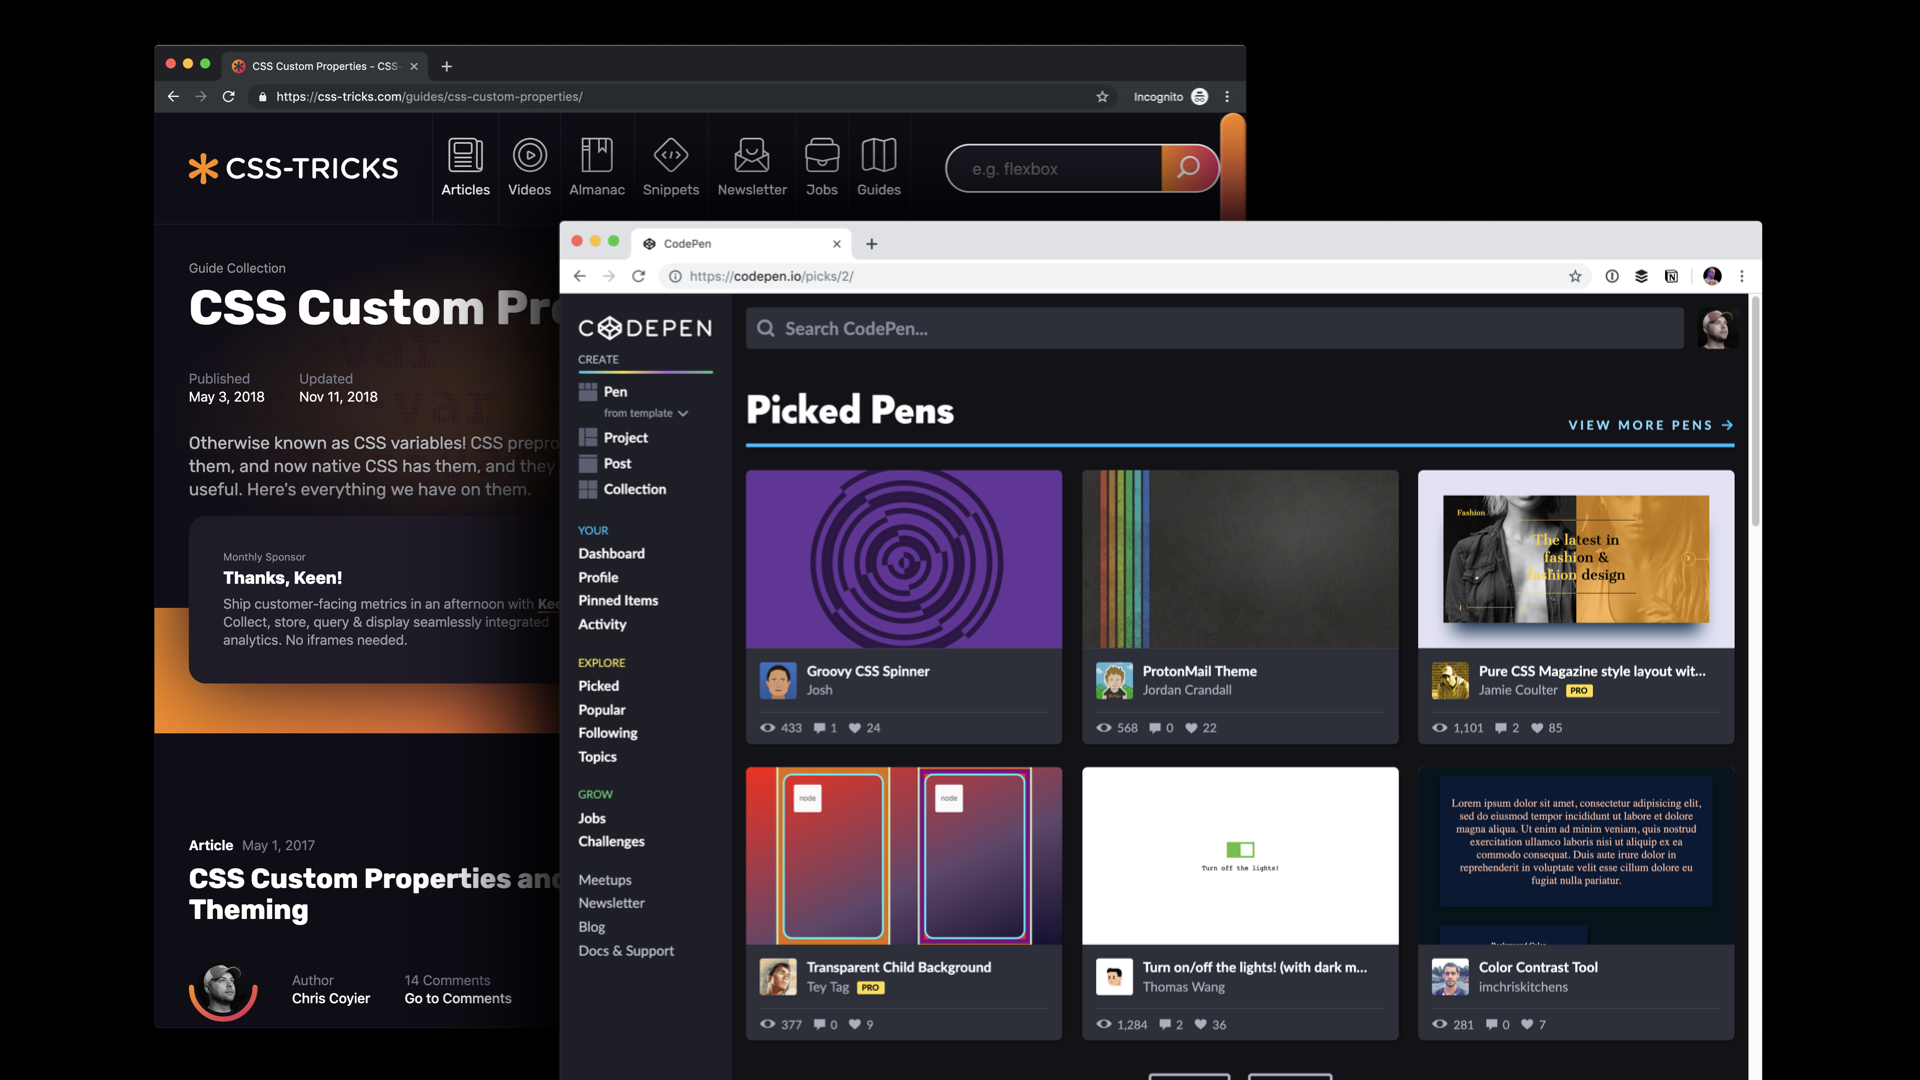 CSS Custom Properties - CSS-
https://css-tricks.com/guides/css-custom-properties/
Incognito
CSS-TRICKS
Articles
Videos
Almanac
Snippets
Newsletter
Jobs
Guides
e.g. flexbox
Guide Collection
CSS Custom Pro
Published
May 3, 2018
Updated
Nov 11, 2018
Otherwise known as CSS variables! CSS prepro
them, and now native CSS has them, and they
useful. Here's everything we have on them.
Monthly Sponsor
Thanks, Keen!
Ship customer-facing metrics in an afternoon with Kee
Collect, store, query & display seamlessly integrated
analytics. No iframes needed.
Article May 1, 2017
CSS Custom Properties and
Theming
Author
Chris Coyier
14 Comments
Go to Comments
CodePen
https://codepen.io/picks/2/
CODEPEN
CREATE
Pen
from template
Project
Post
Collection
YOUR
Dashboard
Profile
Pinned Items
Activity
EXPLORE
Picked
Popular
Following
Topics
GROW
Jobs
Challenges
Meetups
Newsletter
Blog
Docs & Support
Search CodePen...
Picked Pens
VIEW MORE PENS →
Groovy CSS Spinner
Josh
433 1 24
ProtonMail Theme
Jordan Crandall
568 0 22
Fashion
The latest in
fashion &
fashion design
Pure CSS Magazine style layout wit...
Jamie Coulter PRO
1,101 2 85
node
node
Transparent Child Background
Tey Tag PRO
377 0 9
Turn off the lights!
Turn on/off the lights! (with dark m...
Thomas Wang
1,284 2 36
Lorem ipsum dolor sit amet, consectetur adipisicing elit,
sed do eiusmod tempor incididunt ut labore et dolore
magna aliqua. Ut enim ad minim veniam, quis nostrud
exercitation ullamco laboris nisi ut aliquip ex ea
commodo consequat. Duis aute irure dolor in
reprehenderit in voluptate velit esse cillum dolore eu
fugiat nulla pariatur.
Color Contrast Tool
imchriskitchens
281 0 7